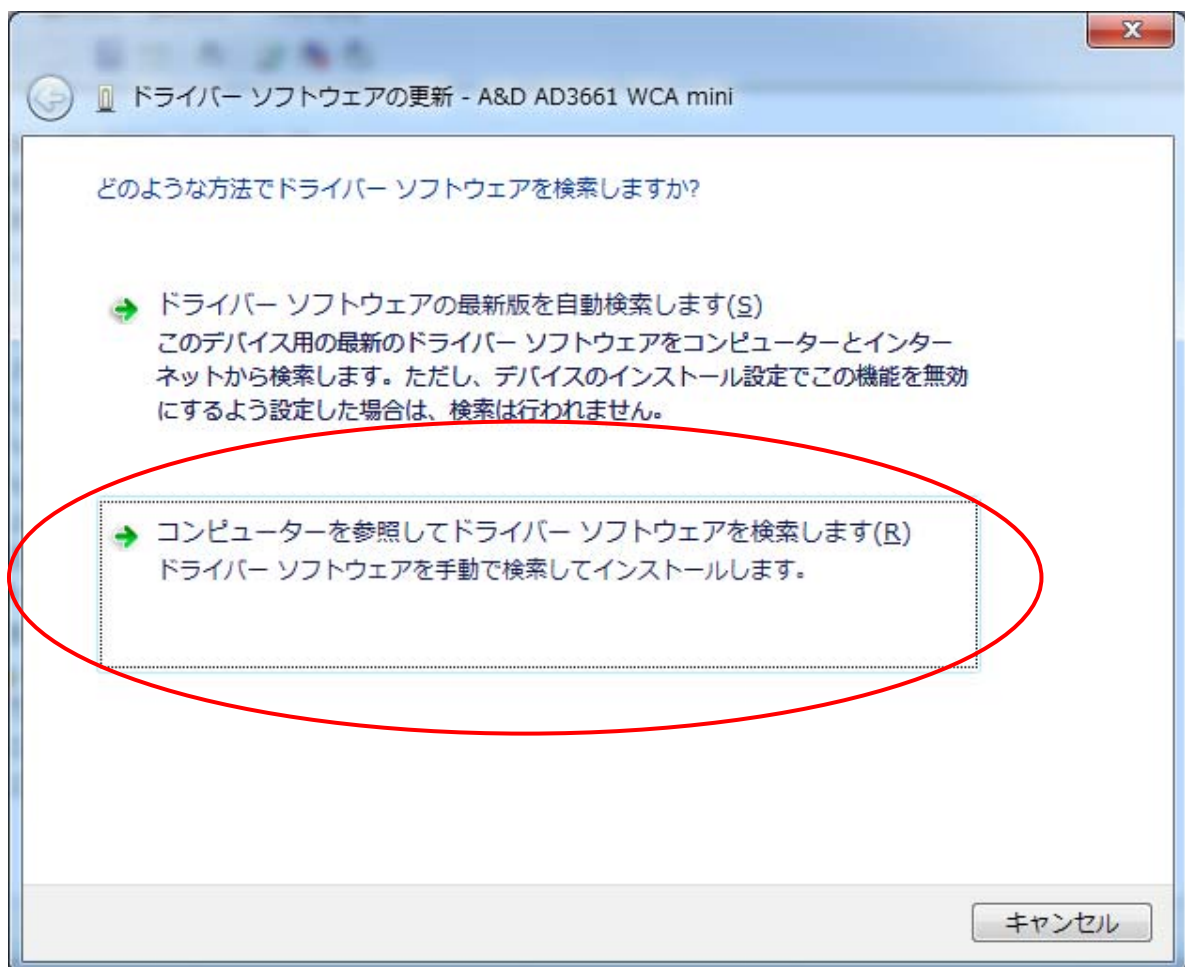 ドライバー ソフトウェアの更新 - A&D AD3661 WCA mini
どのような方法でドライバー ソフトウェアを検索しますか?
ドライバー ソフトウェアの最新版を自動検索します(S)
このデバイス用の最新のドライバー ソフトウェアをコンピューターとインター
ネットから検索します。ただし、デバイスのインストール設定でこの機能を無効
にするよう設定した場合は、検索は行われません。
コンピューターを参照してドライバー ソフトウェアを検索します(R)
ドライバー ソフトウェアを手動で検索してインストールします。
キャンセル